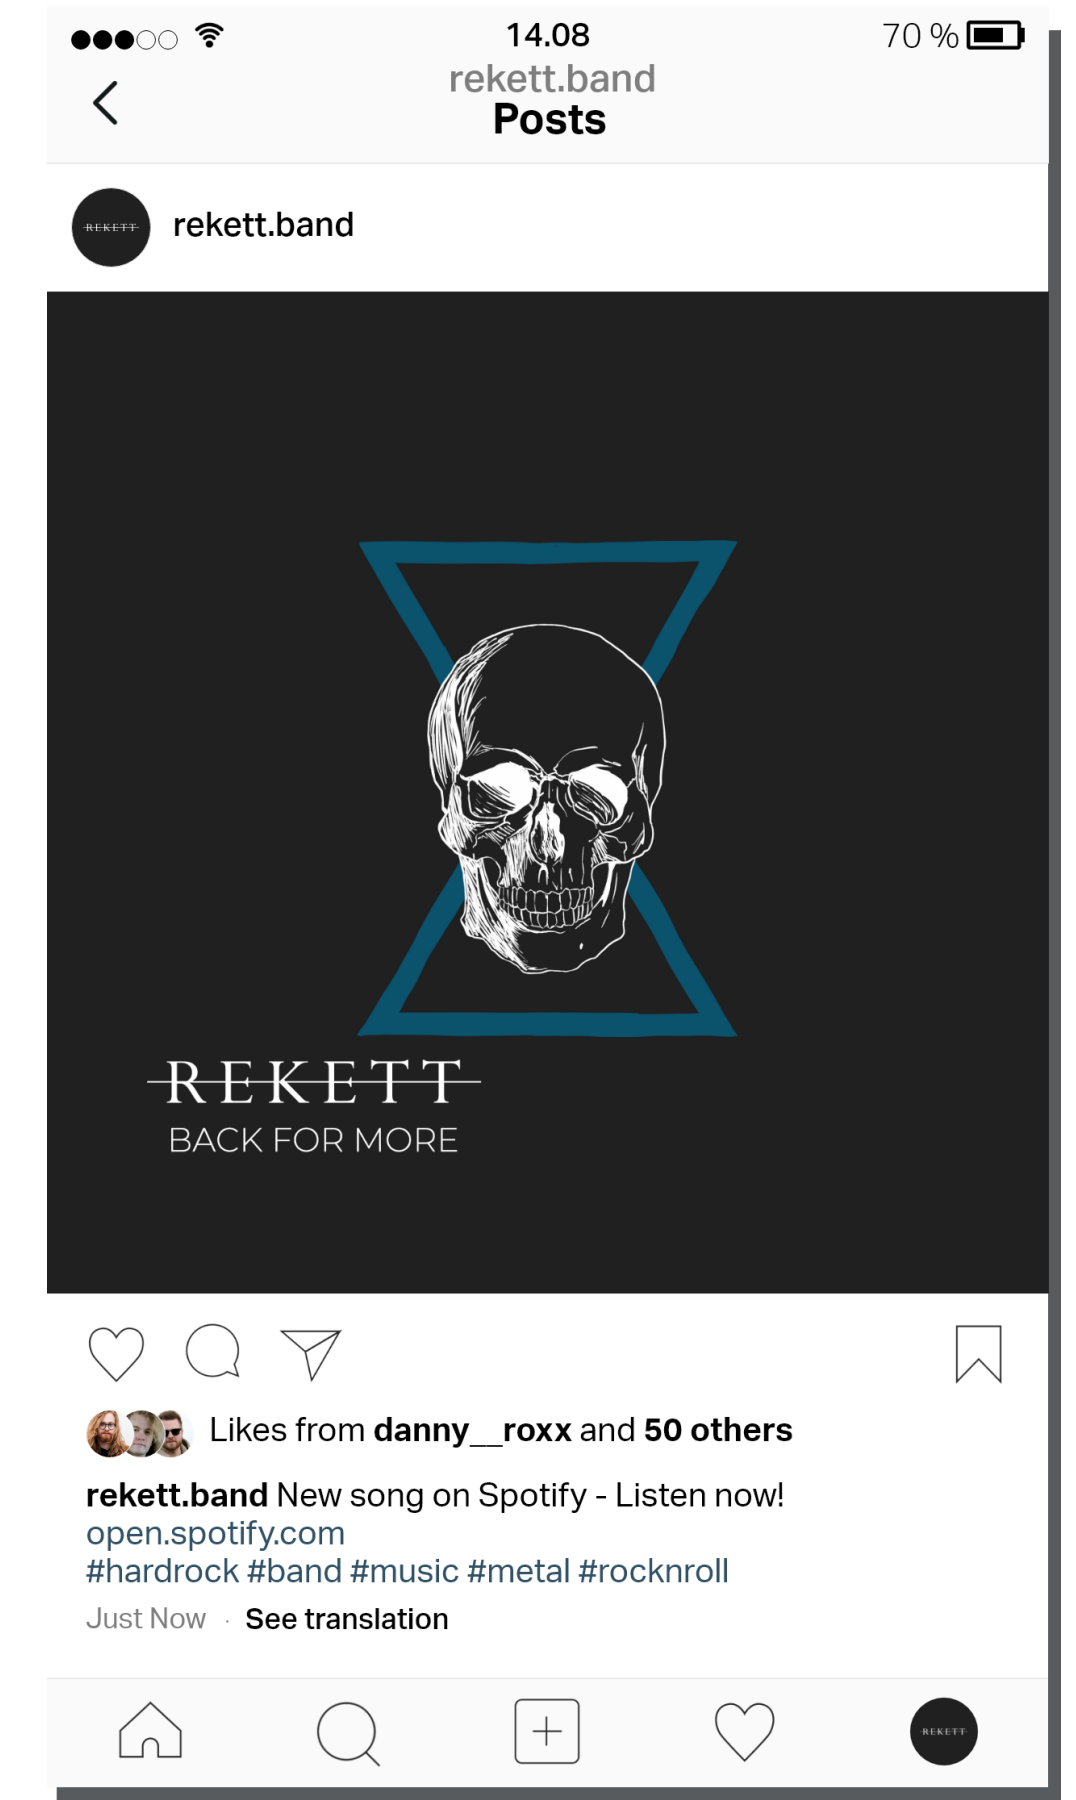 14.08
70 %
rekett.band
Posts
REKETT
rekett.band
REKETT
BACK FOR MORE
Likes from danny__roxx and 50 others
rekett.band New song on Spotify - Listen now!
open.spotify.com
#hardrock #band #music #metal #rocknroll
Just Now · See translation
REKETT